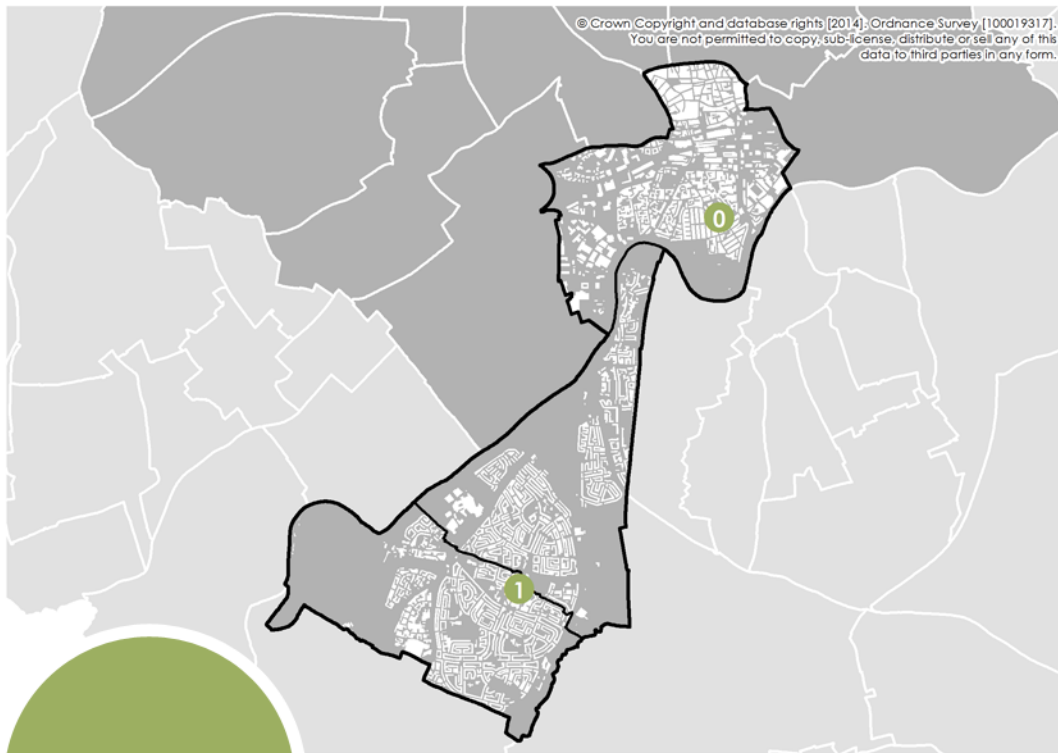 © Crown Copyright and database rights [2014]. Ordnance Survey [100019317].
You are not permitted to copy, sub-license, distribute or sell any of this
data to third parties in any form.
0
1